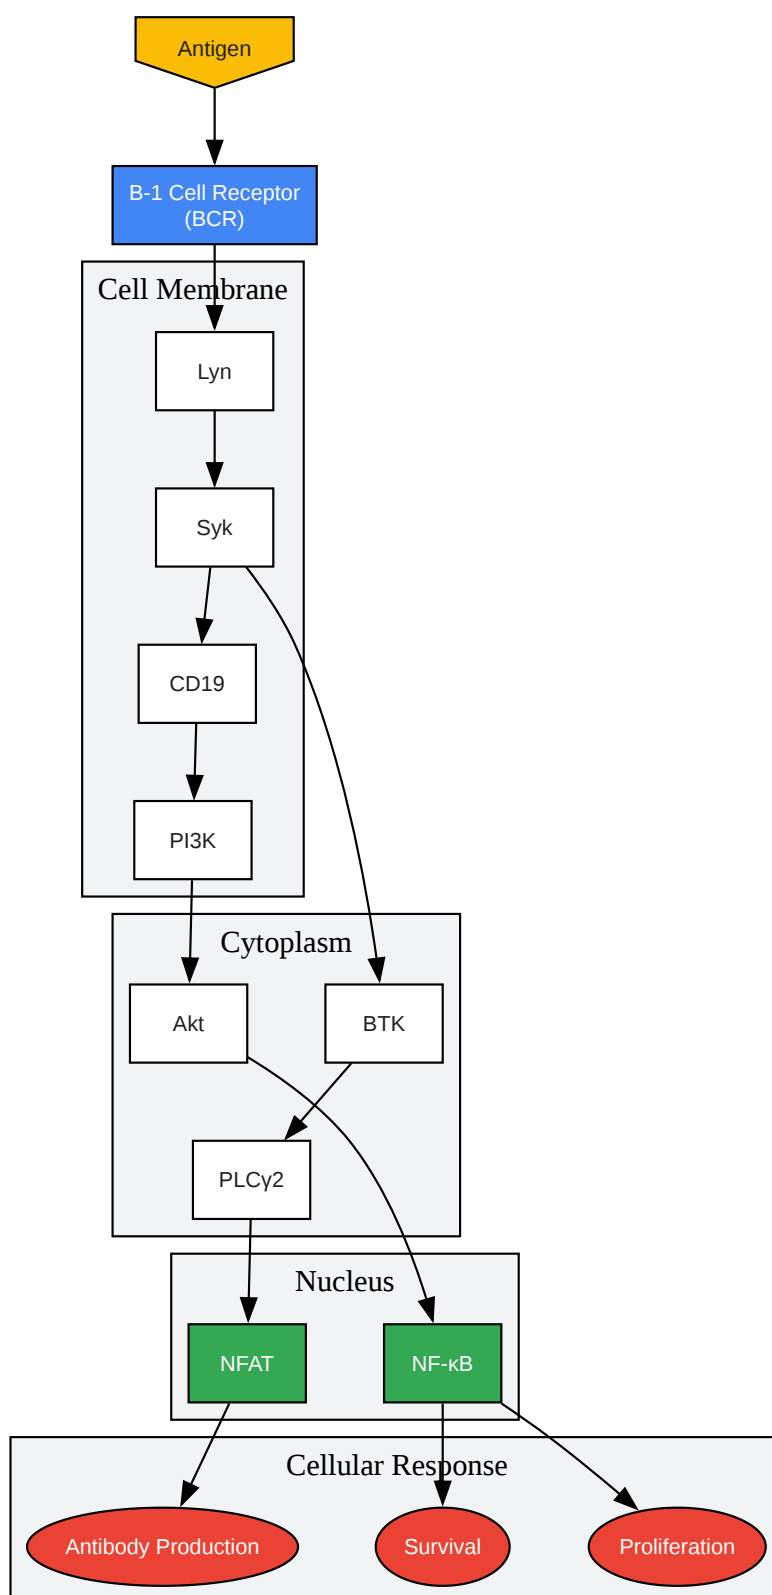 Antigen
B-1 Cell Receptor
(BCR)
Cell Membrane
Lyn
Syk
CD19
PI3K
Cytoplasm
Akt
BTK
PLCγ2
Nucleus
NFAT
NF-κB
Cellular Response
Antibody Production
Survival
Proliferation